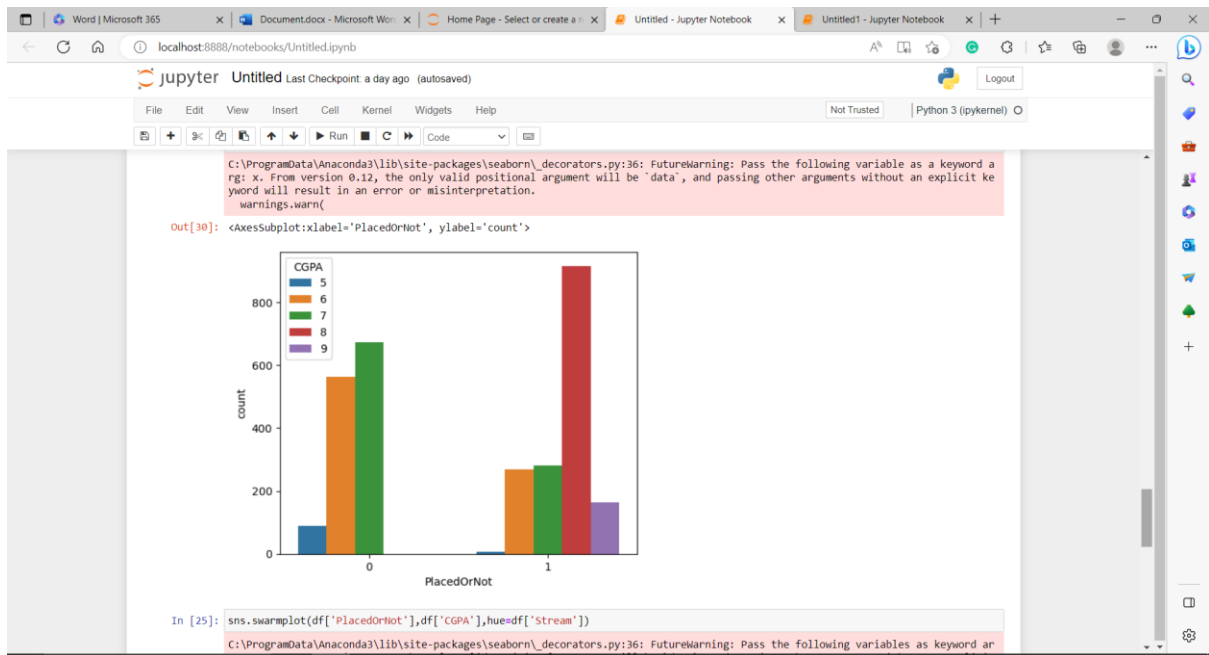 Word | Microsoft 365
Document.docx - Microsoft Wor
Home Page - Select or create a n
Untitled - Jupyter Notebook
Untitled1 - Jupyter Notebook
localhost:8888/notebooks/Untitled.ipynb
jupyter Untitled Last Checkpoint: a day ago (autosaved)
Logout
File Edit View Insert Cell Kernel Widgets Help
Not Trusted
Python 3 (ipykernel)
Run
Code
C:\ProgramData\Anaconda3\lib\site-packages\seaborn\_decorators.py:36: FutureWarning: Pass the following variable as a keyword a
rg: x. From version 0.12, the only valid positional argument will be `data`, and passing other arguments without an explicit ke
yword will result in an error or misinterpretation.
warnings.warn(
Out[30]: <AxesSubplot:xlabel='PlacedOrNot', ylabel='count'>
CGPA
5
6
7
8
9
800
600
400
200
0
count
0 1
PlacedOrNot
In [25]: sns.swarmplot(df['PlacedOrNot'],df['CGPA'],hue=df['Stream'])
C:\ProgramData\Anaconda3\lib\site-packages\seaborn\_decorators.py:36: FutureWarning: Pass the following variables as keyword ar